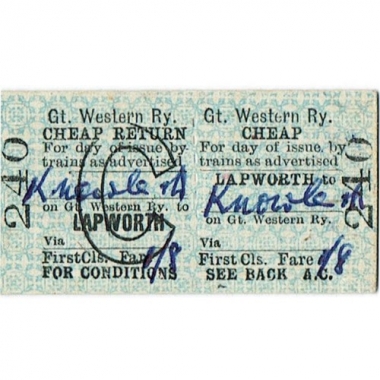 240
Gt. Western Ry.
CHEAP RETURN
For day of issue by
trains as advertised
Knowle &
on Gt. Western Ry. to
LAPWORTH
Via
First Cls. Fare 1/8
FOR CONDITIONS
C
Gt. Western Ry.
CHEAP
For day of issue, by
trains as advertised
LAPWORTH to
Knowle &
on Gt. Western Ry.
Via
First Cls. Fare 1/8
SEE BACK A.C.
240